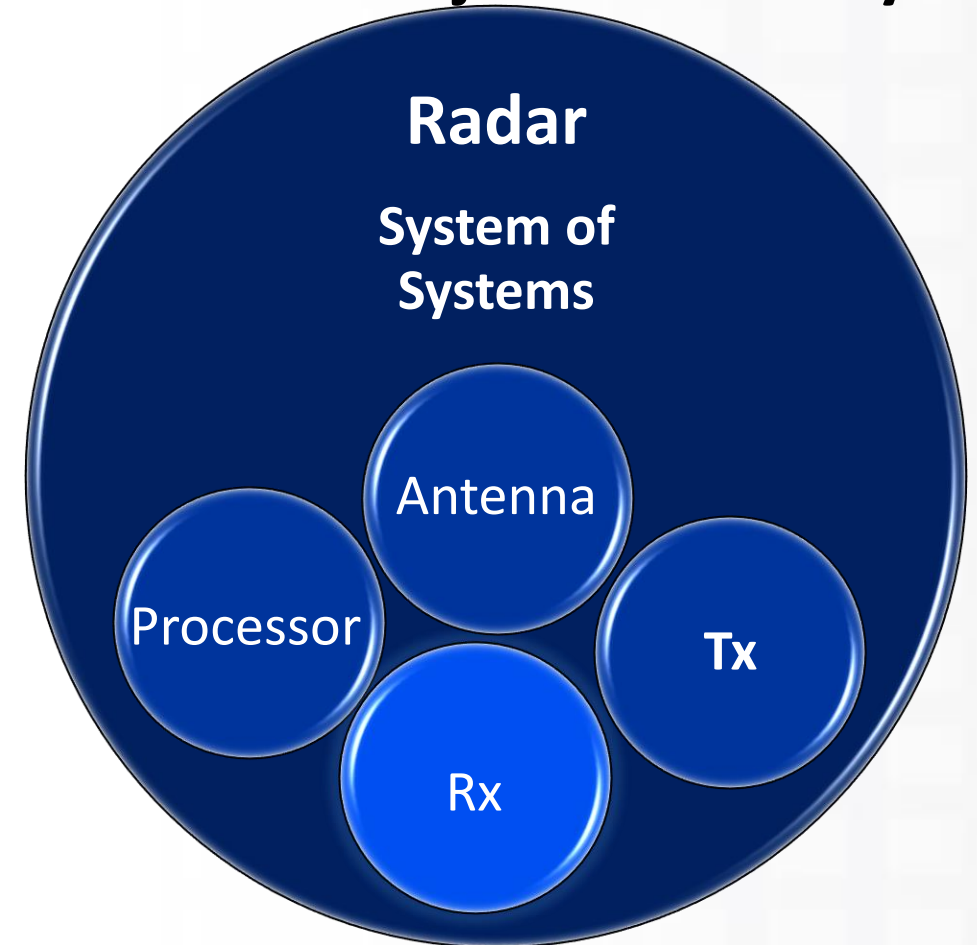 Radar
System of
Systems
Antenna
Processor
Tx
Rx